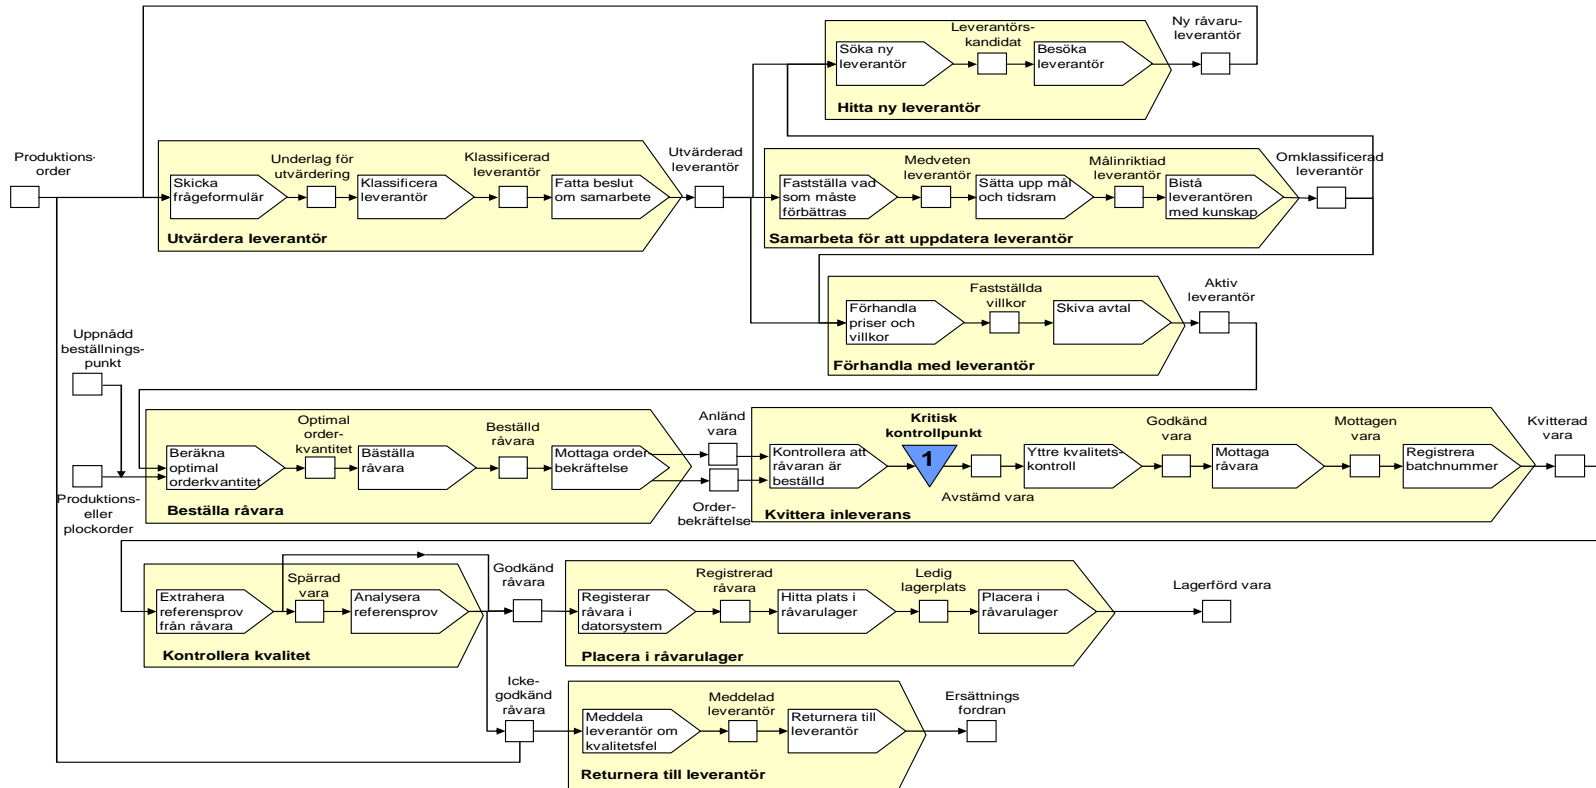 Söka ny
leverantör
Leverantörs-
kandidat
Besöka
leverantör
Ny råvaru-
leverantör
Hitta ny leverantör
Produktions-
order
Skicka
frågeformulär
Underlag för
utvärdering
Klassificera
leverantör
Klassificerad
leverantör
Fatta beslut
om samarbete
Utvärderad
leverantör
Utvärdera leverantör
Fastställa vad
som måste
förbättras
Medveten
leverantör
Sätta upp mål
och tidsram
Målinriktiad
leverantör
Bistå
leverantören
med kunskap
Omklassificerad
leverantör
Samarbeta för att uppdatera leverantör
Förhandla
priser och
villkor
Fastställda
villkor
Skiva avtal
Aktiv
leverantör
Förhandla med leverantör
Uppnådd
beställnings-
punkt
Produktions-
eller
plockorder
Beräkna
optimal
orderkvantitet
Optimal
order-
kvantitet
Bäställa
råvara
Beställd
råvara
Mottaga order
bekräftelse
Beställa råvara
Anländ
vara
Order-
bekräftelse
Kontrollera att
råvaran är
beställd
Kritisk
kontrollpunkt
1
Avstämd vara
Yttre kvalitets-
kontroll
Godkänd
vara
Mottaga
råvara
Mottagen
vara
Registrera
batchnummer
Kvitterad
vara
Kvittera inleverans
Extrahera
referensprov
från råvara
Spärrad
vara
Analysera
referensprov
Kontrollera kvalitet
Godkänd
råvara
Registrerar
råvara i
datorsystem
Registrerad
råvara
Hitta plats i
råvarulager
Ledig
lagerplats
Placera i
råvarulager
Lagerförd vara
Placera i råvarulager
Icke-
godkänd
råvara
Meddela
leverantör om
kvalitetsfel
Meddelad
leverantör
Returnera till
leverantör
Ersättnings
fordran
Returnera till leverantör